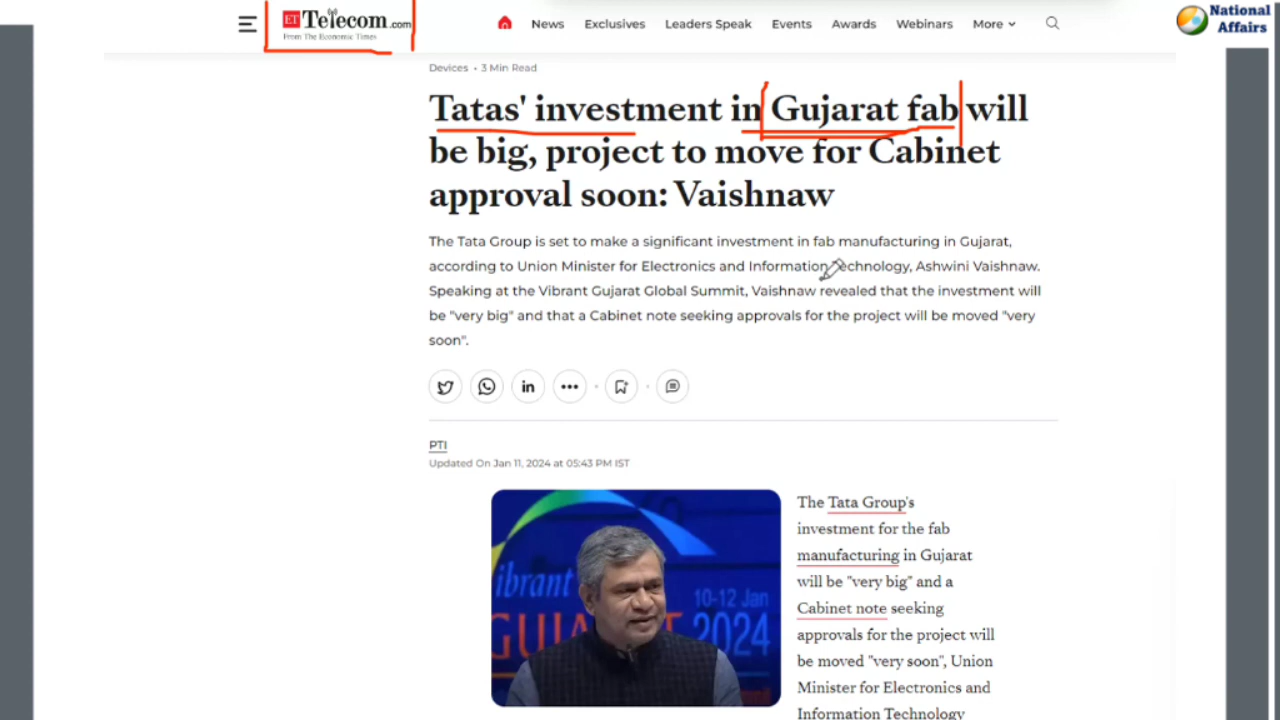 ET Telecom.com
From The Economic Times
News Exclusives Leaders Speak Events Awards Webinars More
National
Affairs
Devices • 3 Min Read
Tatas' investment in Gujarat fab will
be big, project to move for Cabinet
approval soon: Vaishnaw
The Tata Group is set to make a significant investment in fab manufacturing in Gujarat,
according to Union Minister for Electronics and Information Technology, Ashwini Vaishnaw.
Speaking at the Vibrant Gujarat Global Summit, Vaishnaw revealed that the investment will
be "very big" and that a Cabinet note seeking approvals for the project will be moved "very
soon".
PTI
Updated On Jan 11, 2024 at 05:43 PM IST
ibrant
10-12 Jan
GUJA 2024
The Tata Group's
investment for the fab
manufacturing in Gujarat
will be "very big" and a
Cabinet note seeking
approvals for the project will
be moved "very soon", Union
Minister for Electronics and
Information Technology